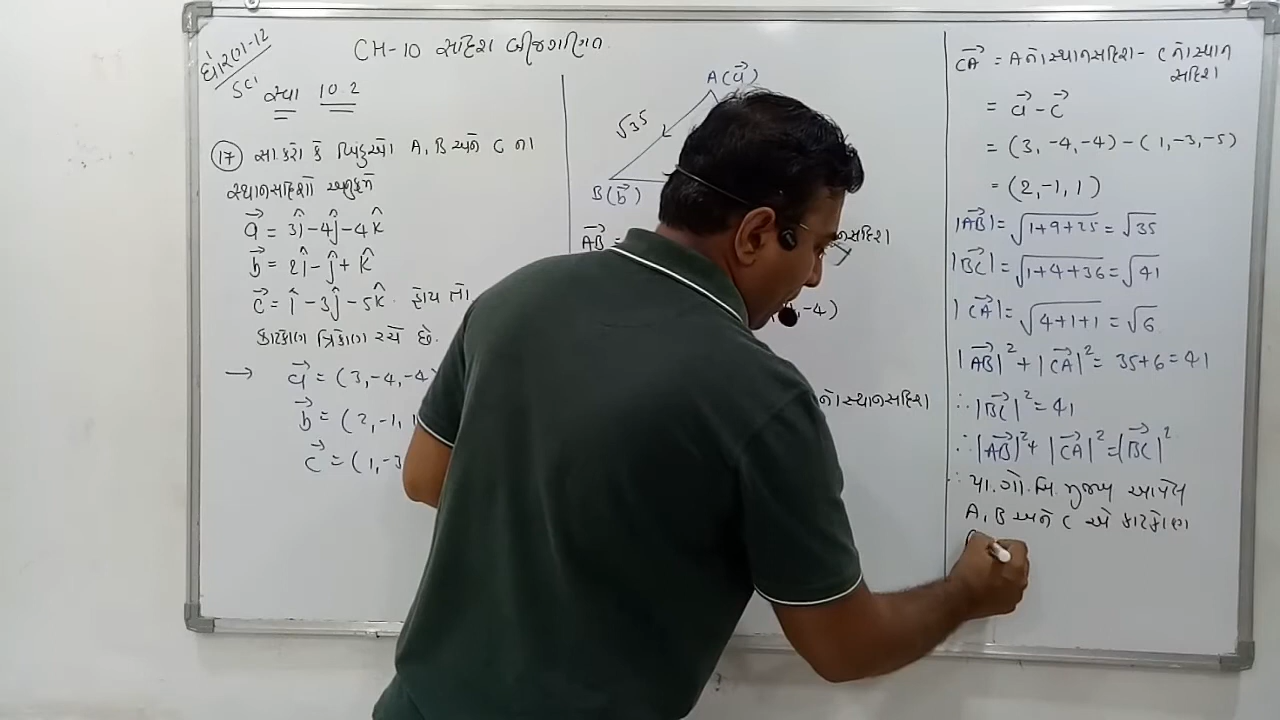 ધોરણ-12
Sci
CH-10 સદિશ બીજગણિત
સ્વા 10.2
(17) સા.કરો કે બિંદુઓ A, B અને C ના
સ્થાનસદિશો અનુક્રમે
a⃗ = 3î-4ĵ-4k̂
b⃗ = 2î-ĵ+k̂
c⃗ = î-3ĵ-5k̂. હોય તો
કાટકોણ ત્રિકોણ રચે છે.
→ a⃗ = (3,-4,-4)
b⃗ = (2,-1,1
c⃗ = (1,-3
A(a⃗)
√35
B(b⃗)
AB⃗ =
નસદિશ
,-4)
નો સ્થાનસદિશ
CA⃗ = A નો સ્થાનસદિશ - C નો સ્થાન
સદિશ
= a⃗-c⃗
= (3,-4,-4)-(1,-3,-5)
= (2,-1,1)
|AB⃗|= √1+9+25 = √35
|BC⃗|= √1+4+36 = √41
|CA⃗|= √4+1+1 = √6
|AB⃗|²+|CA⃗|²= 35+6=41
∴|BC⃗|²=41
∴|AB⃗|²+|CA⃗|²=|BC⃗|²
∴ પા.ગો.પ્ર. મુજબ આપેલ
A, B અને C એ કાટકોણ